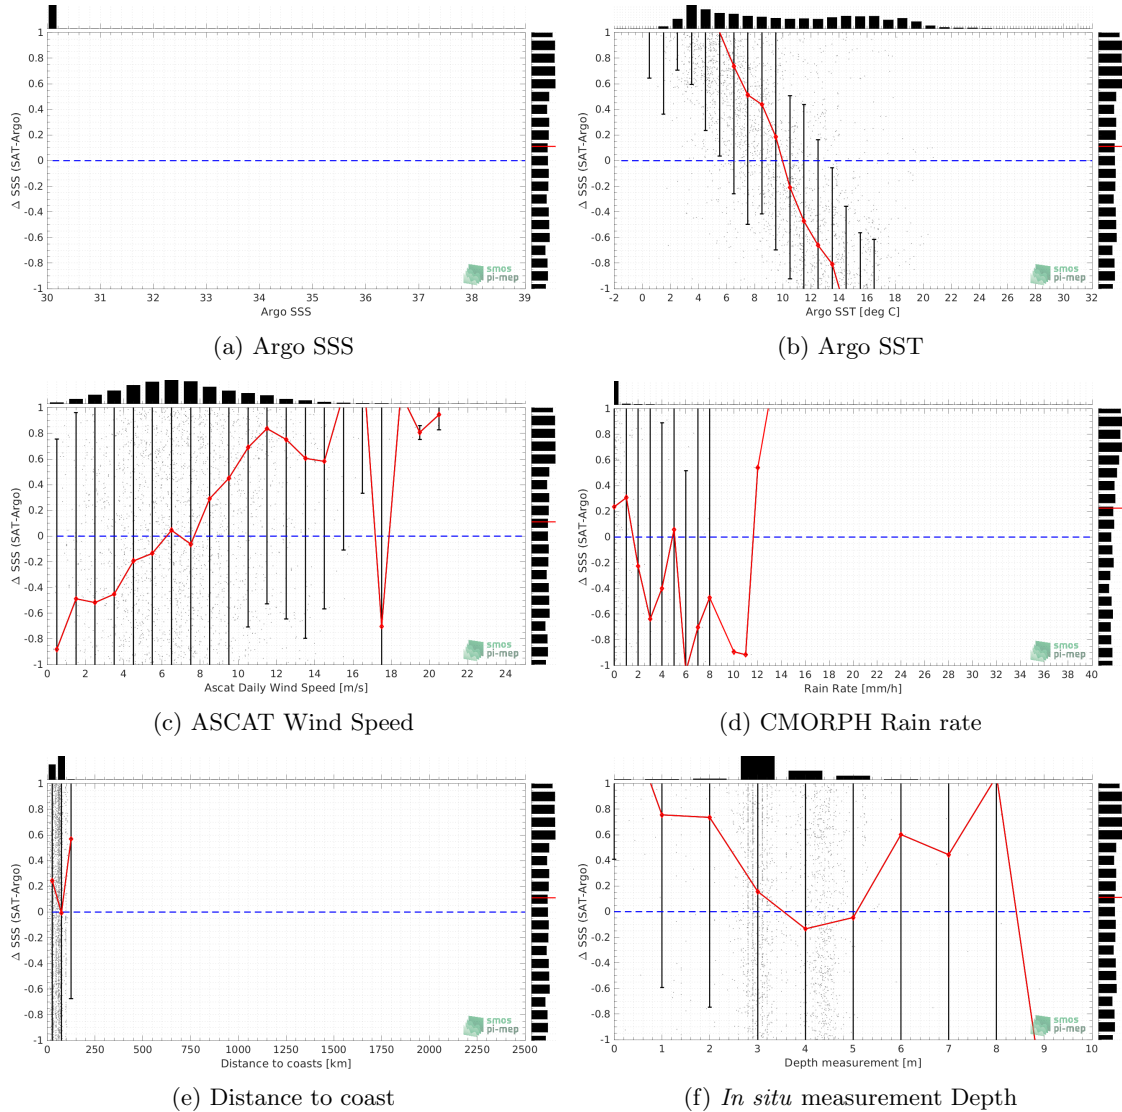 1
0.8
0.6
0.4
0.2
0
-0.2
-0.4
-0.6
-0.8
-1
Δ SSS (SAT-Argo)
smos
pi-mep
30 31 32 33 34 35 36 37 38 39
Argo SSS
(a) Argo SSS
1
0.8
0.6
0.4
0.2
0
-0.2
-0.4
-0.6
-0.8
-1
Δ SSS (SAT-Argo)
smos
pi-mep
-2 0 2 4 6 8 10 12 14 16 18 20 22 24 26 28 30 32
Argo SST [deg C]
(b) Argo SST
1
0.8
0.6
0.4
0.2
0
-0.2
-0.4
-0.6
-0.8
-1
Δ SSS (SAT-Argo)
smos
pi-mep
0 2 4 6 8 10 12 14 16 18 20 22 24
Ascat Daily Wind Speed [m/s]
(c) ASCAT Wind Speed
1
0.8
0.6
0.4
0.2
0
-0.2
-0.4
-0.6
-0.8
-1
Δ SSS (SAT-Argo)
smos
pi-mep
0 2 4 6 8 10 12 14 16 18 20 22 24 26 28 30 32 34 36 38 40
Rain Rate [mm/h]
(d) CMORPH Rain rate
1
0.8
0.6
0.4
0.2
0
-0.2
-0.4
-0.6
-0.8
-1
Δ SSS (SAT-Argo)
smos
pi-mep
0 250 500 750 1000 1250 1500 1750 2000 2250 2500
Distance to coasts [km]
(e) Distance to coast
1
0.8
0.6
0.4
0.2
0
-0.2
-0.4
-0.6
-0.8
-1
Δ SSS (SAT-Argo)
smos
pi-mep
0 1 2 3 4 5 6 7 8 9 10
Depth measurement [m]
(f) In situ measurement Depth